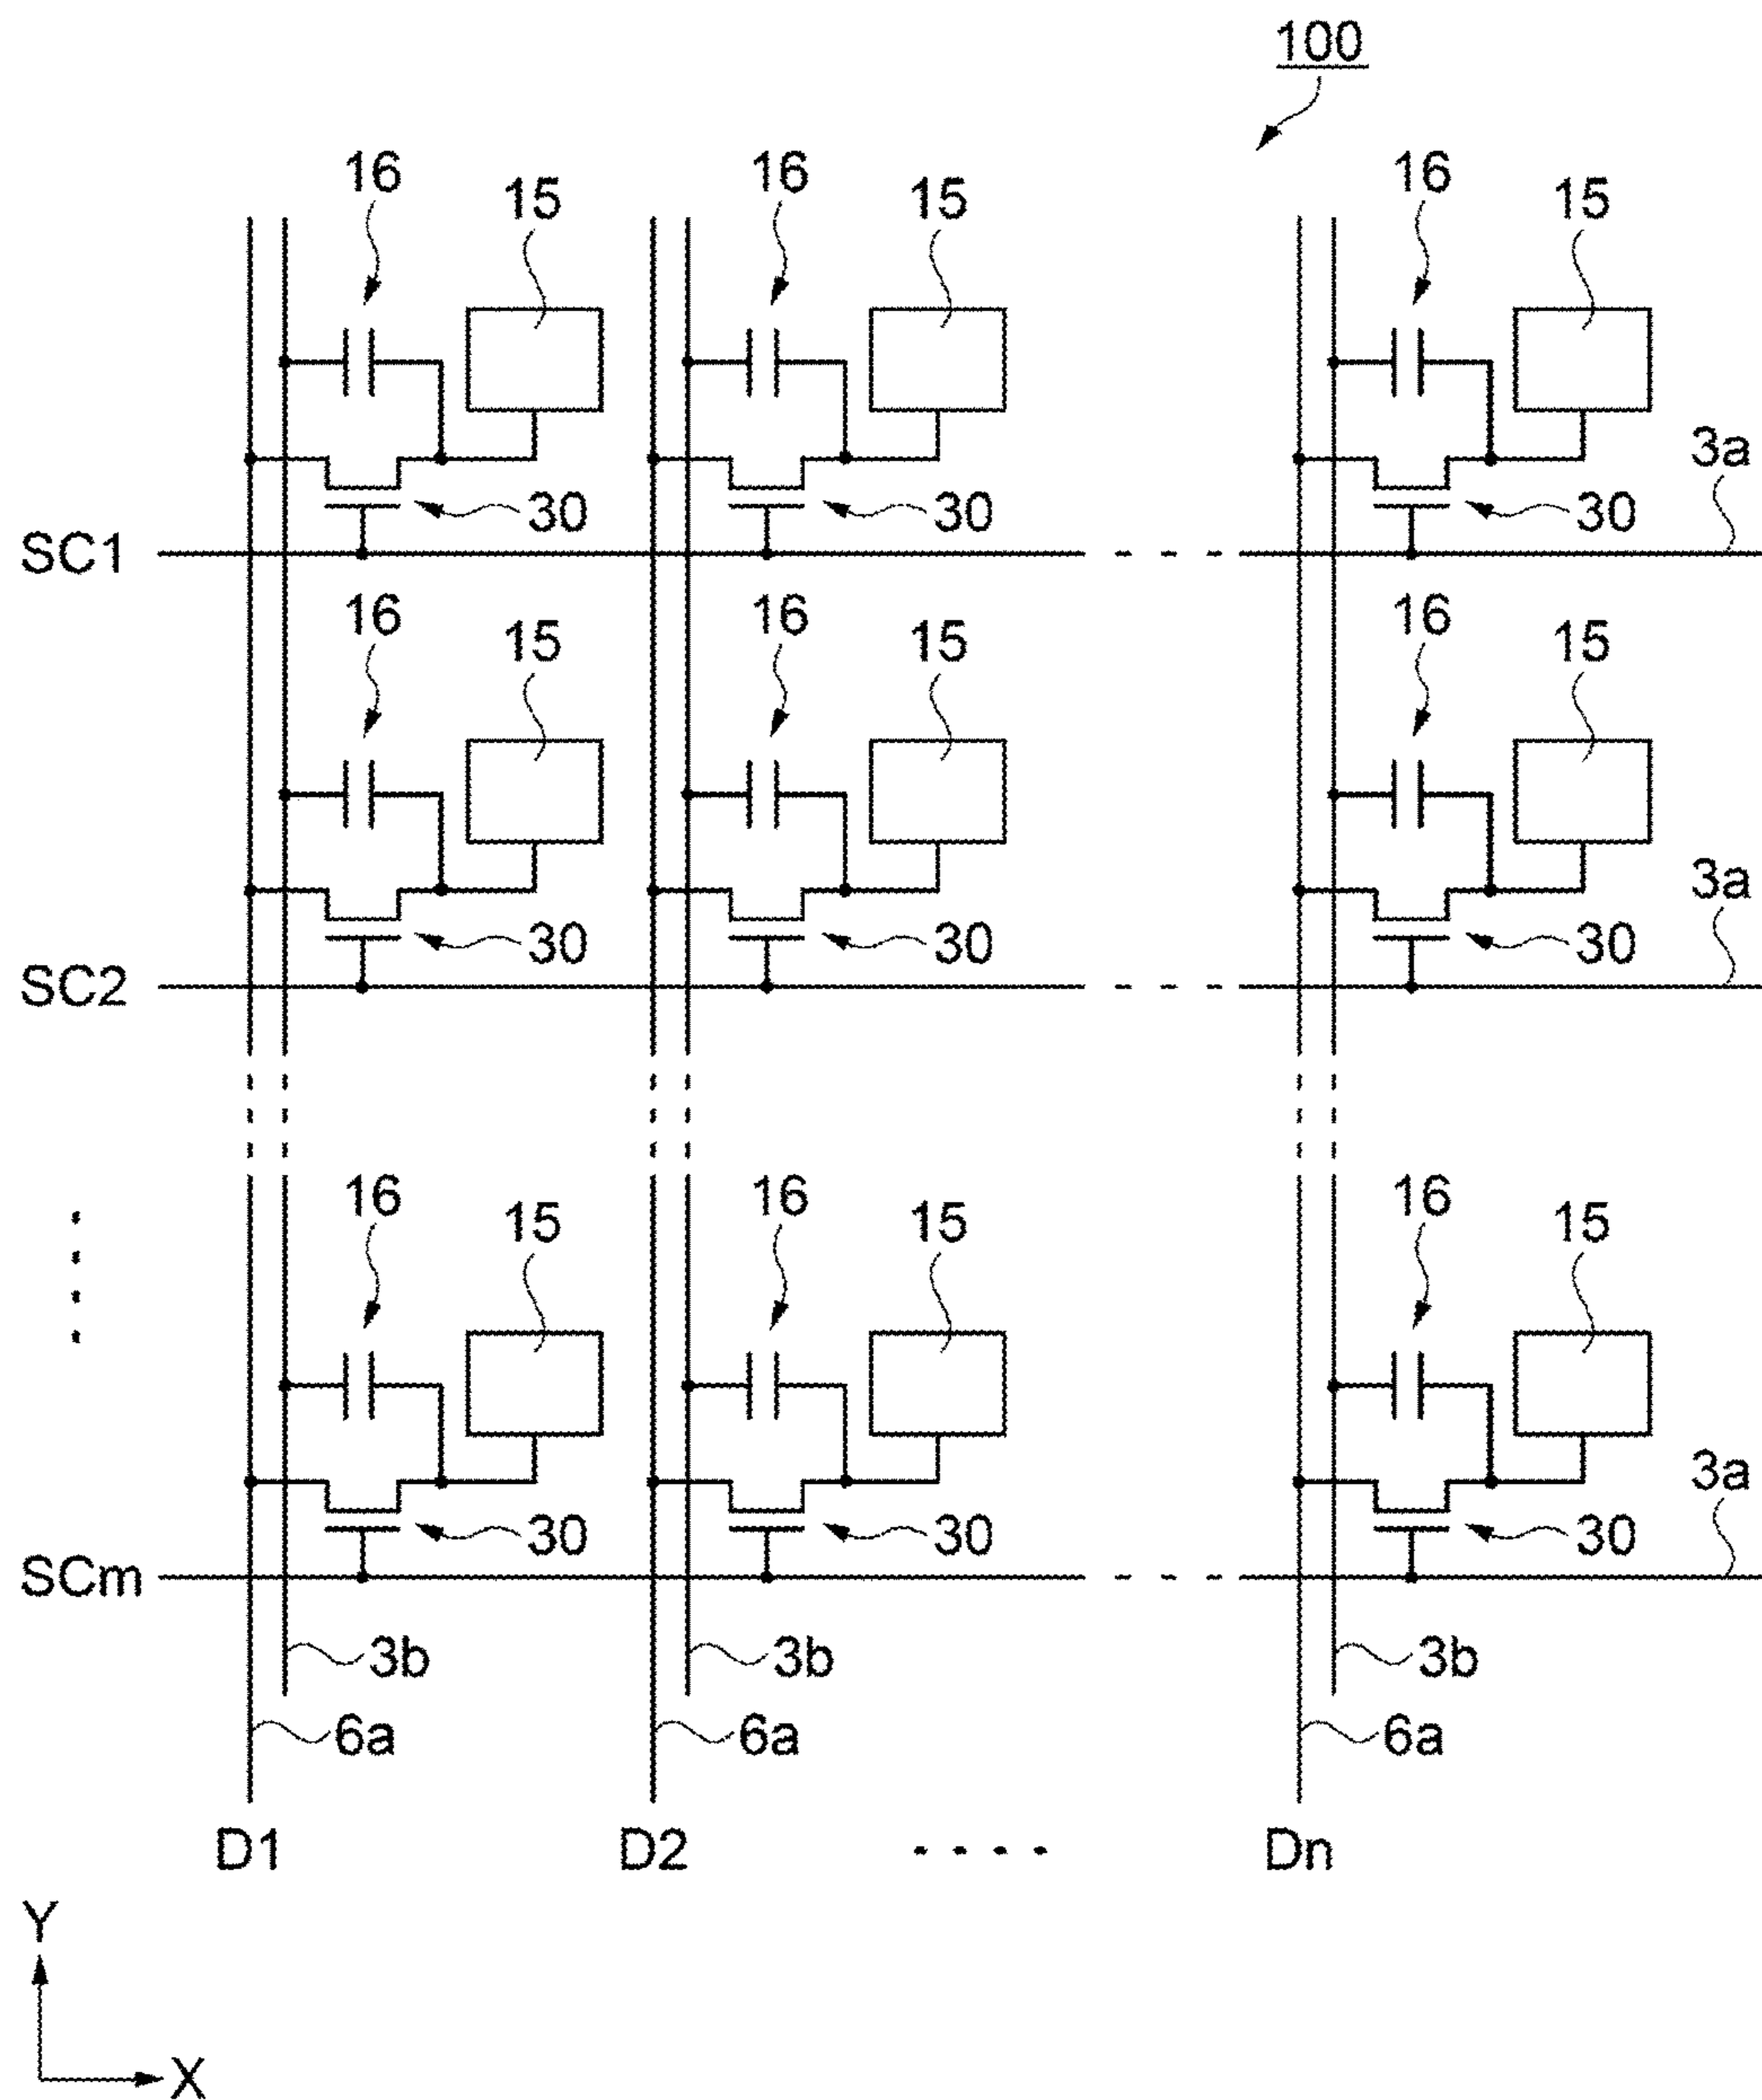 100
16 15 16 15 16 15
3a
30 30 30
SC1
16 15 16 15 16 15
3a
30 30 30
SC2
16 15 16 15 16 15
3a
30 30 30
SCm
3b 3b 3b
6a 6a 6a
D1 D2 . . . . Dn
Y
X